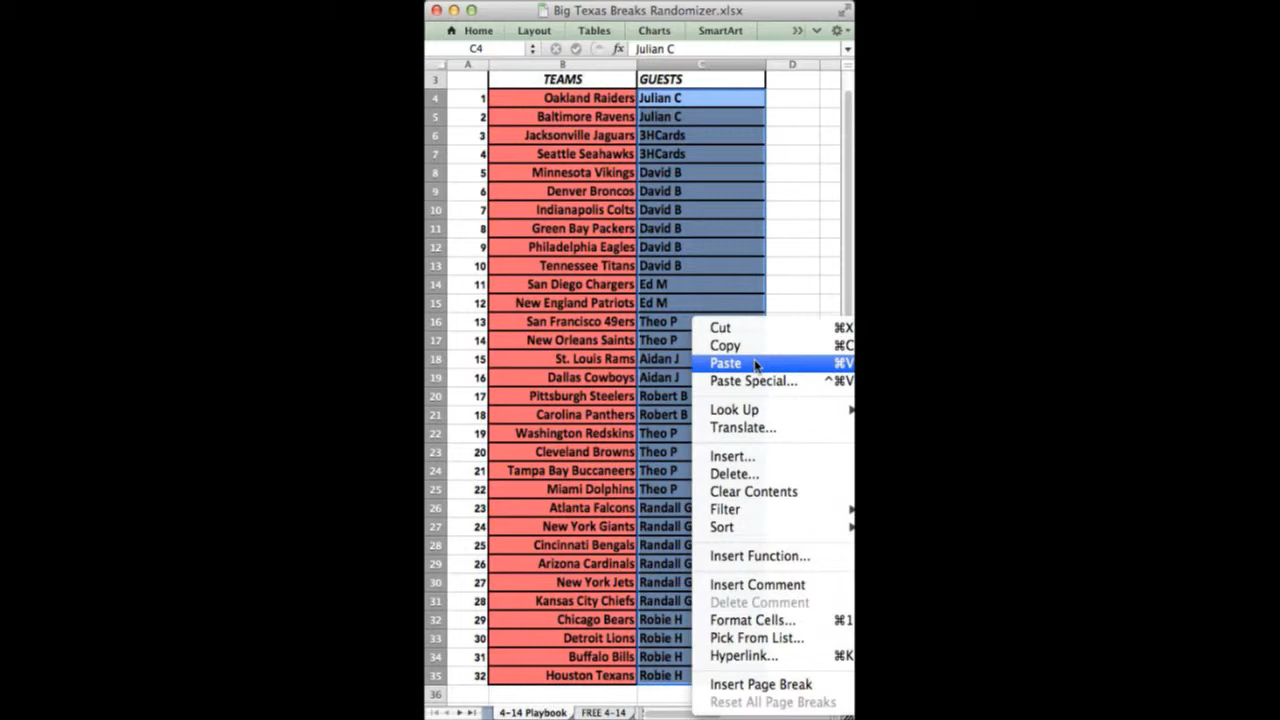 Big Texas Breaks Randomizer.xlsx
Home Layout Tables Charts SmartArt »
C4 fx Julian C
A B C D
3 TEAMS GUESTS
4 1 Oakland Raiders Julian C
5 2 Baltimore Ravens Julian C
6 3 Jacksonville Jaguars 3HCards
7 4 Seattle Seahawks 3HCards
8 5 Minnesota Vikings David B
9 6 Denver Broncos David B
10 7 Indianapolis Colts David B
11 8 Green Bay Packers David B
12 9 Philadelphia Eagles David B
13 10 Tennessee Titans David B
14 11 San Diego Chargers Ed M
15 12 New England Patriots Ed M
16 13 San Francisco 49ers Theo P
17 14 New Orleans Saints Theo P
18 15 St. Louis Rams Aidan J
19 16 Dallas Cowboys Aidan J
20 17 Pittsburgh Steelers Robert B
21 18 Carolina Panthers Robert B
22 19 Washington Redskins Theo P
23 20 Cleveland Browns Theo P
24 21 Tampa Bay Buccaneers Theo P
25 22 Miami Dolphins Theo P
26 23 Atlanta Falcons Randall G
27 24 New York Giants Randall G
28 25 Cincinnati Bengals Randall G
29 26 Arizona Cardinals Randall G
30 27 New York Jets Randall G
31 28 Kansas City Chiefs Randall G
32 29 Chicago Bears Robie H
33 30 Detroit Lions Robie H
34 31 Buffalo Bills Robie H
35 32 Houston Texans Robie H
36
Cut ⌘X
Copy ⌘C
Paste ⌘V
Paste Special... ^⌘V
Look Up
Translate...
Insert...
Delete...
Clear Contents
Filter
Sort
Insert Function...
Insert Comment
Delete Comment
Format Cells... ⌘1
Pick From List...
Hyperlink... ⌘K
Insert Page Break
Reset All Page Breaks
4-14 Playbook FREE 4-14